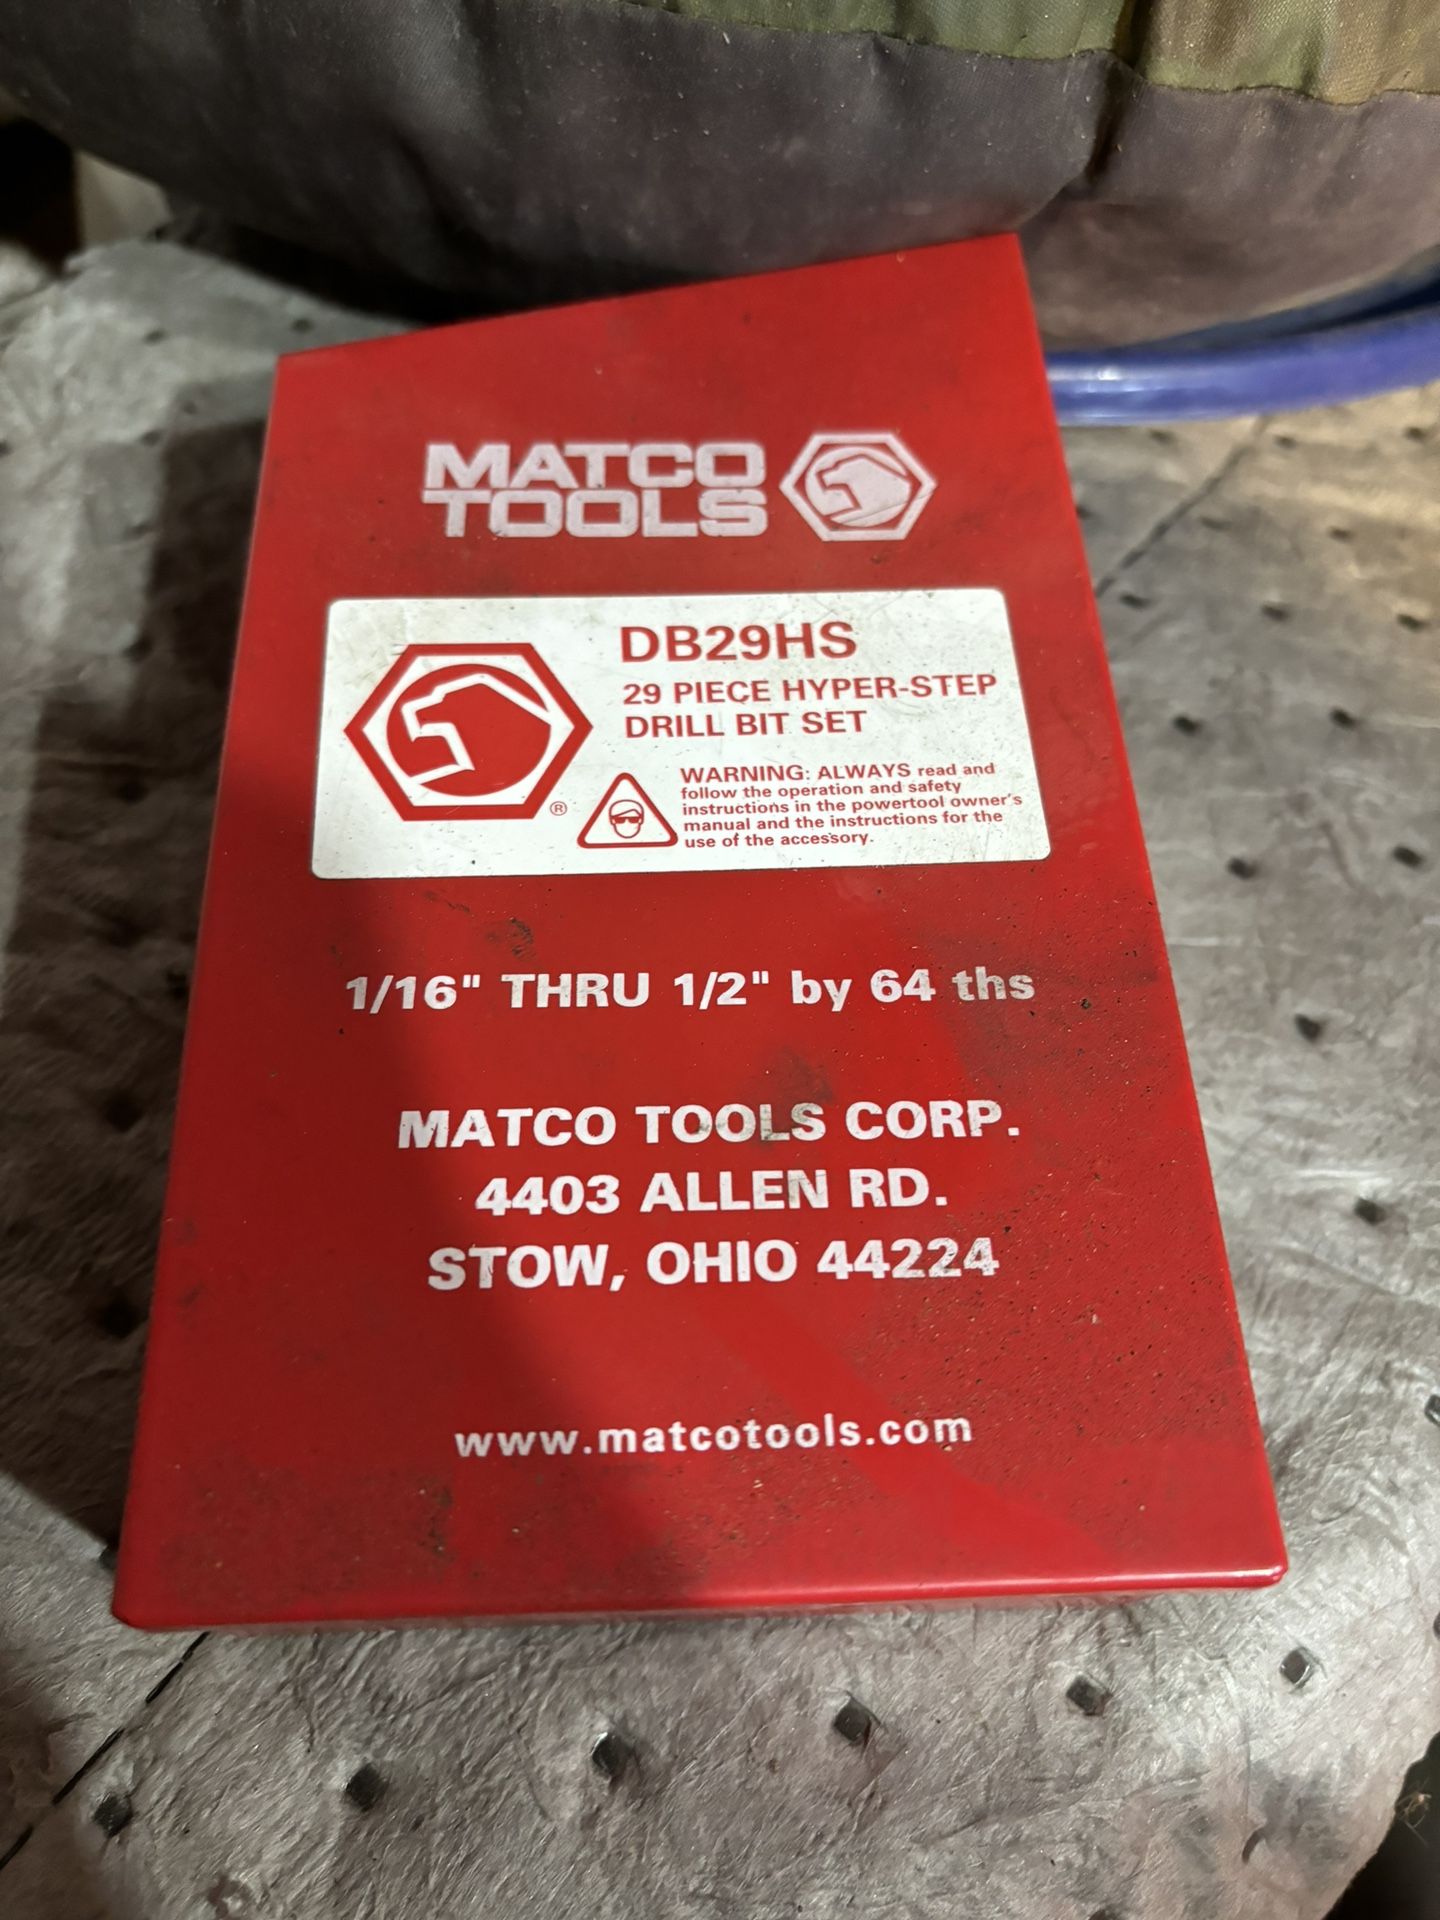 MATCO
TOOLS
DB29HS
29 PIECE HYPER-STEP
DRILL BIT SET
®
WARNING: ALWAYS read and
follow the operation and safety
instructions in the powertool owner's
manual and the instructions for the
use of the accessory.
1/16" THRU 1/2" by 64 ths
MATCO TOOLS CORP.
4403 ALLEN RD.
STOW, OHIO 44224
www.matcotools.com